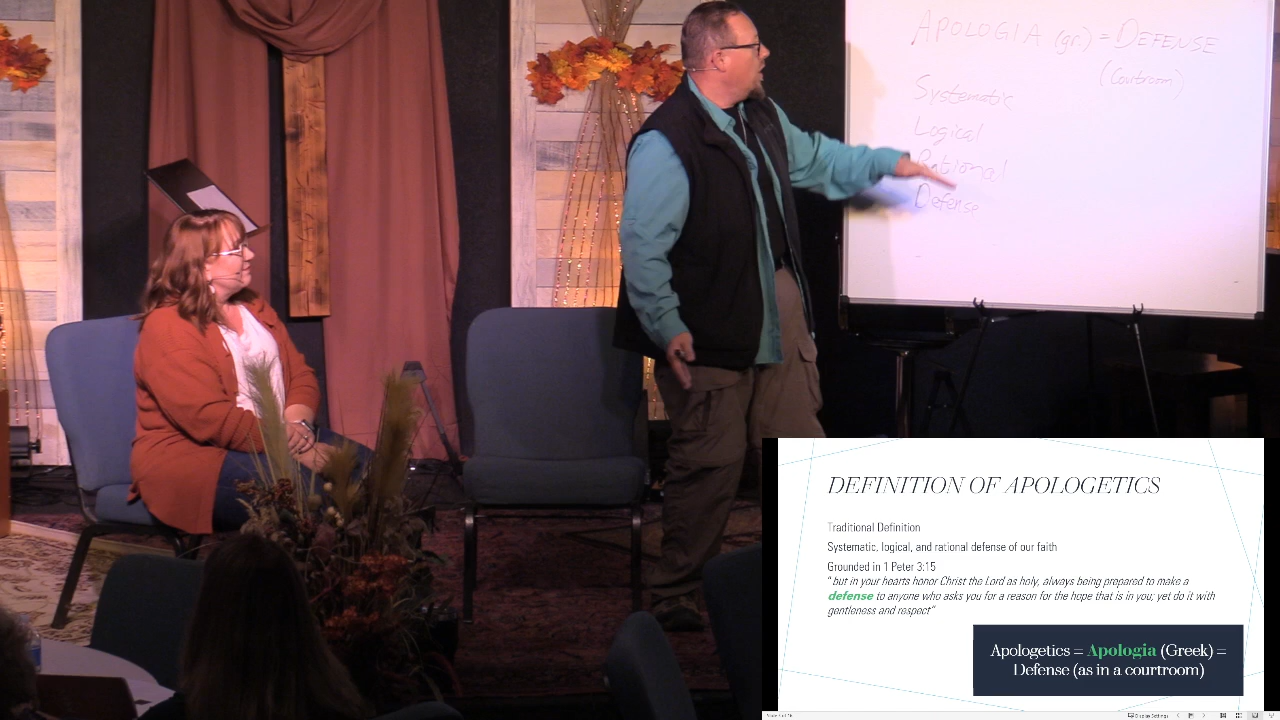 APOLOGIA (gr.) = DEFENSE
(Courtroom)
Systematic
Logical
Rational
Defense
DEFINITION OF APOLOGETICS
Traditional Definition
Systematic, logical, and rational defense of our faith
Grounded in 1 Peter 3:15
"but in your hearts honor Christ the Lord as holy, always being prepared to make a
defense to anyone who asks you for a reason for the hope that is in you; yet do it with
gentleness and respect"
Apologetics = Apologia (Greek) =
Defense (as in a courtroom)
Display Settings